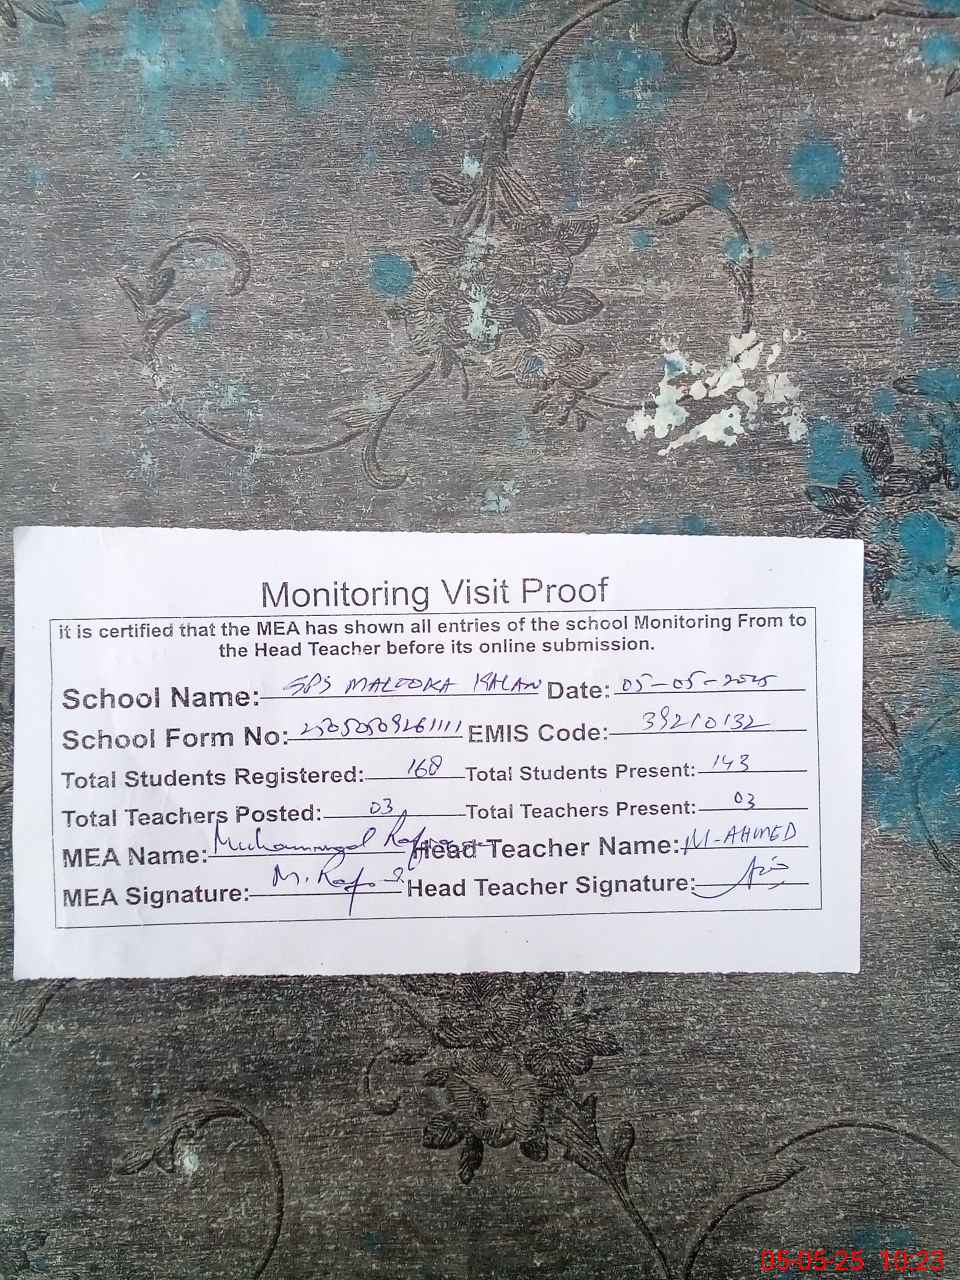 Monitoring Visit Proof
it is certified that the MEA has shown all entries of the school Monitoring From to
the Head Teacher before its online submission.
School Name: SPS MALOOKA KALAN Date: 05-05-2025
School Form No: EMIS Code: 39210132
Total Students Registered: 168 Total Students Present: 143
Total Teachers Posted: 03 Total Teachers Present: 03
MEA Name: Muhammad Head Teacher Name: M-AHMED
MEA Signature: M. Head Teacher Signature:
05-05-25 10:23